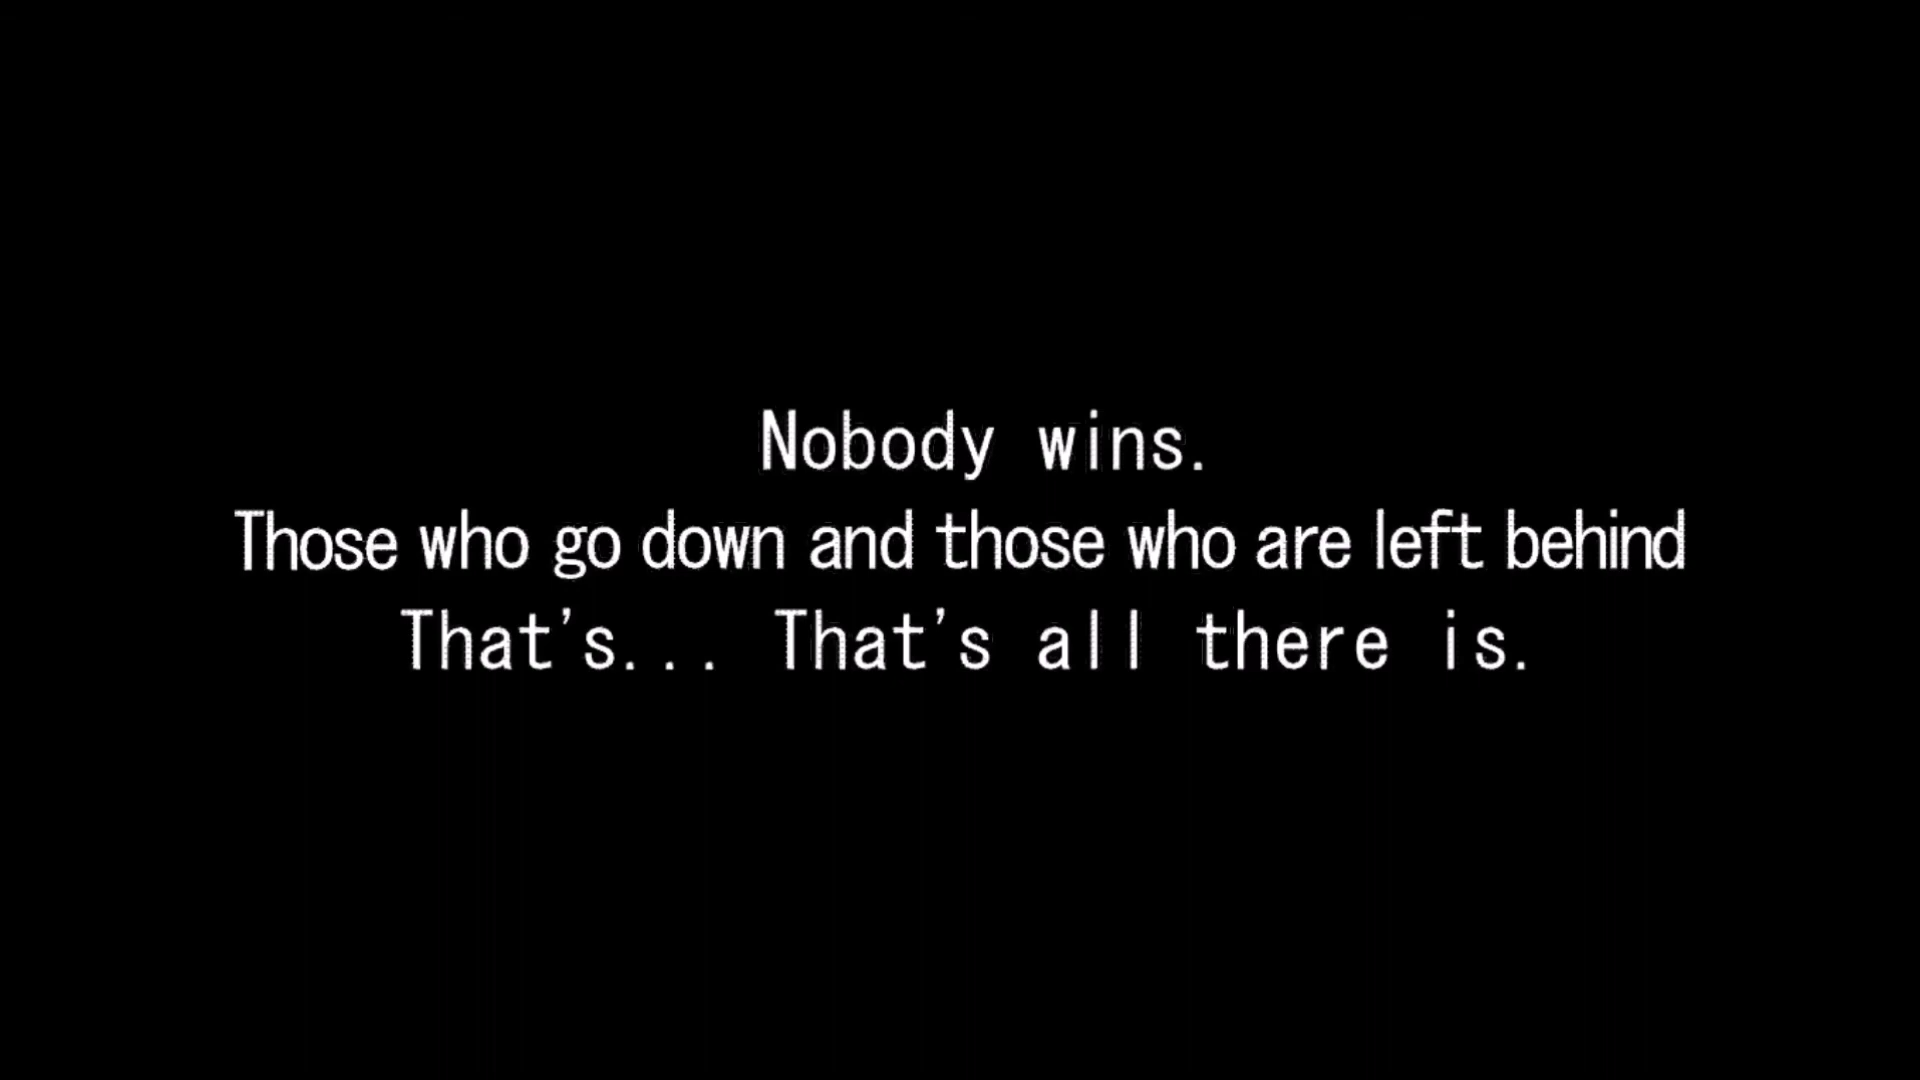 Nobody wins.
Those who go down and those who are left behind
That's... That's all there is.